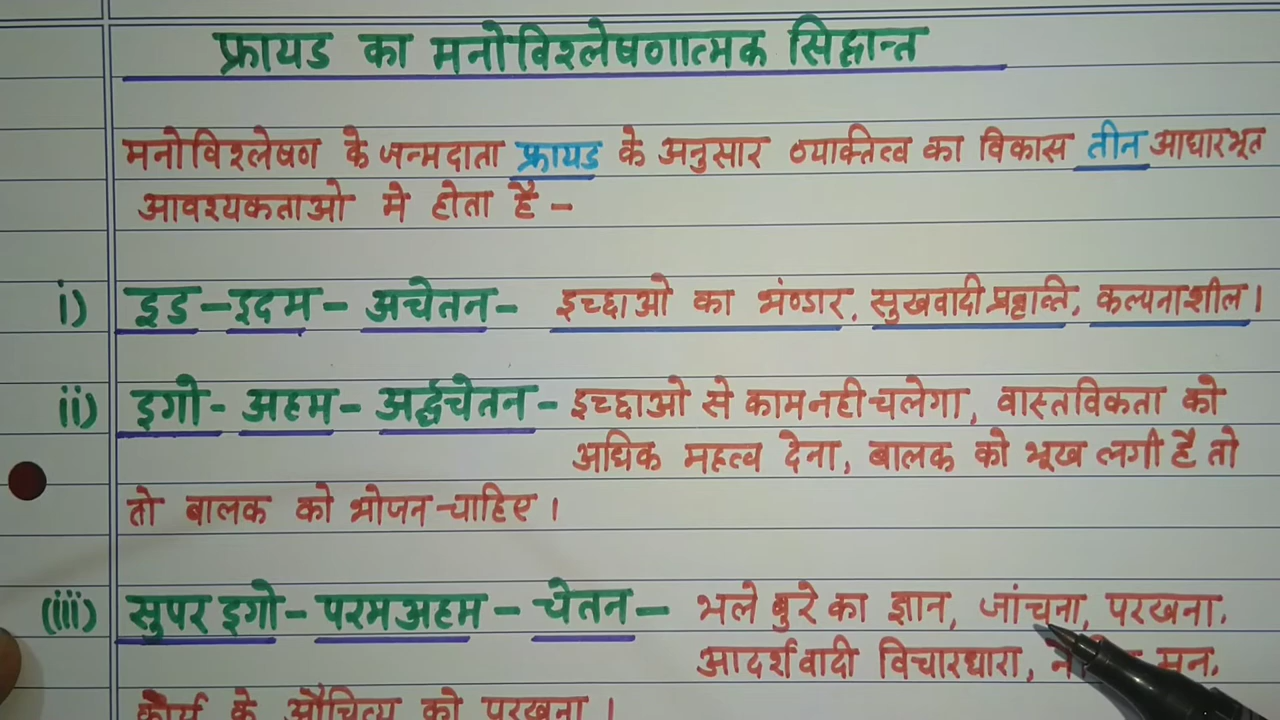 फ्रायड का मनोविश्लेषणात्मक सिद्धान्त
मनोविश्लेषण के जन्मदाता फ्रायड के अनुसार व्यक्तित्व का विकास तीन आधारभूत
आवश्यकताओ मे होता है –
i) इड – इदम – अचेतन – इच्छाओ का भंण्डार, सुखवादी प्रवृत्ति, कल्पनाशील।
ii) इगो - अहम – अर्द्धचेतन – इच्छाओ से काम नही चलेगा, वास्तविकता को
अधिक महत्व देना, बालक को भूख लगी है तो
तो बालक को भोजन चाहिए।
(iii) सुपर इगो – परम अहम – चेतन – भले बुरे का ज्ञान, जांचना, परखना,
आदर्शवादी विचारधारा, मन,
कार्य के औचित्य को परखना।